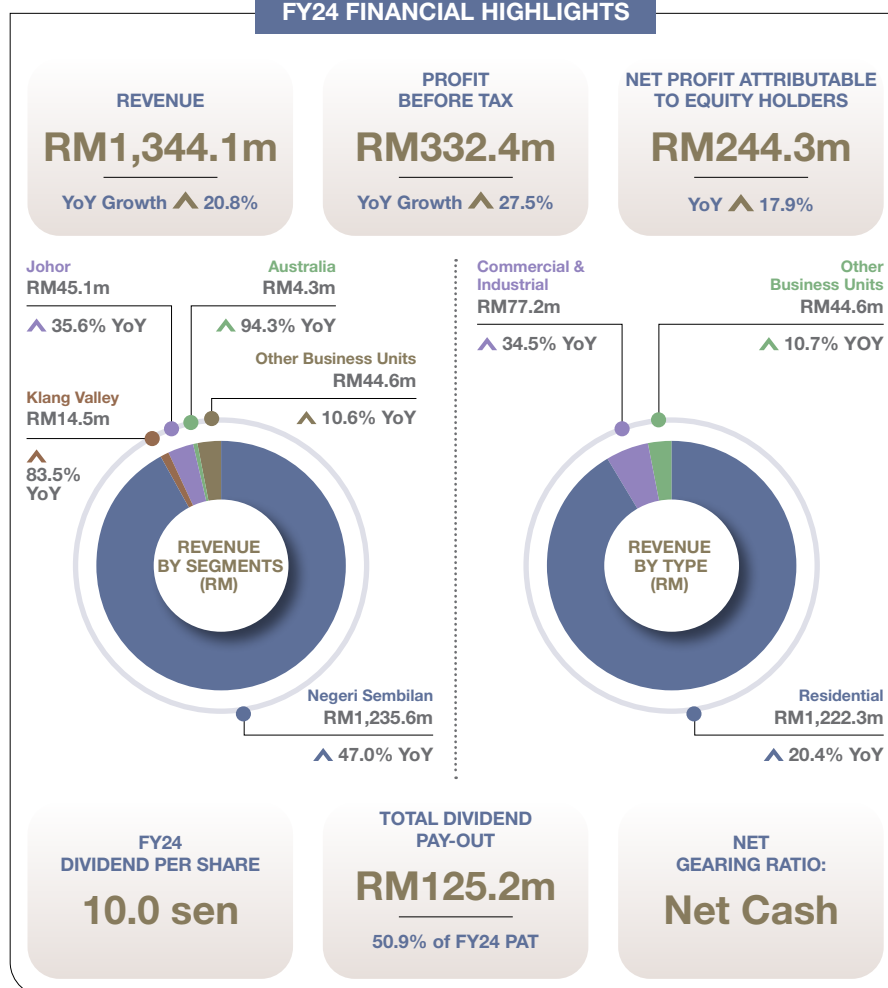 FY24 FINANCIAL HIGHLIGHTS
REVENUE
RM1,344.1m
YoY Growth 20.8%
PROFIT
BEFORE TAX
RM332.4m
YoY Growth 27.5%
NET PROFIT ATTRIBUTABLE
TO EQUITY HOLDERS
RM244.3m
YoY 17.9%
Johor
RM45.1m
35.6% YoY
Australia
RM4.3m
94.3% YoY
Other Business Units
RM44.6m
10.6% YoY
Klang Valley
RM14.5m
83.5%
YoY
REVENUE
BY SEGMENTS
(RM)
Negeri Sembilan
RM1,235.6m
47.0% YoY
Commercial &
Industrial
RM77.2m
34.5% YoY
Other
Business Units
RM44.6m
10.7% YOY
REVENUE
BY TYPE
(RM)
Residential
RM1,222.3m
20.4% YoY
FY24
DIVIDEND PER SHARE
10.0 sen
TOTAL DIVIDEND
PAY-OUT
RM125.2m
50.9% of FY24 PAT
NET
GEARING RATIO:
Net Cash